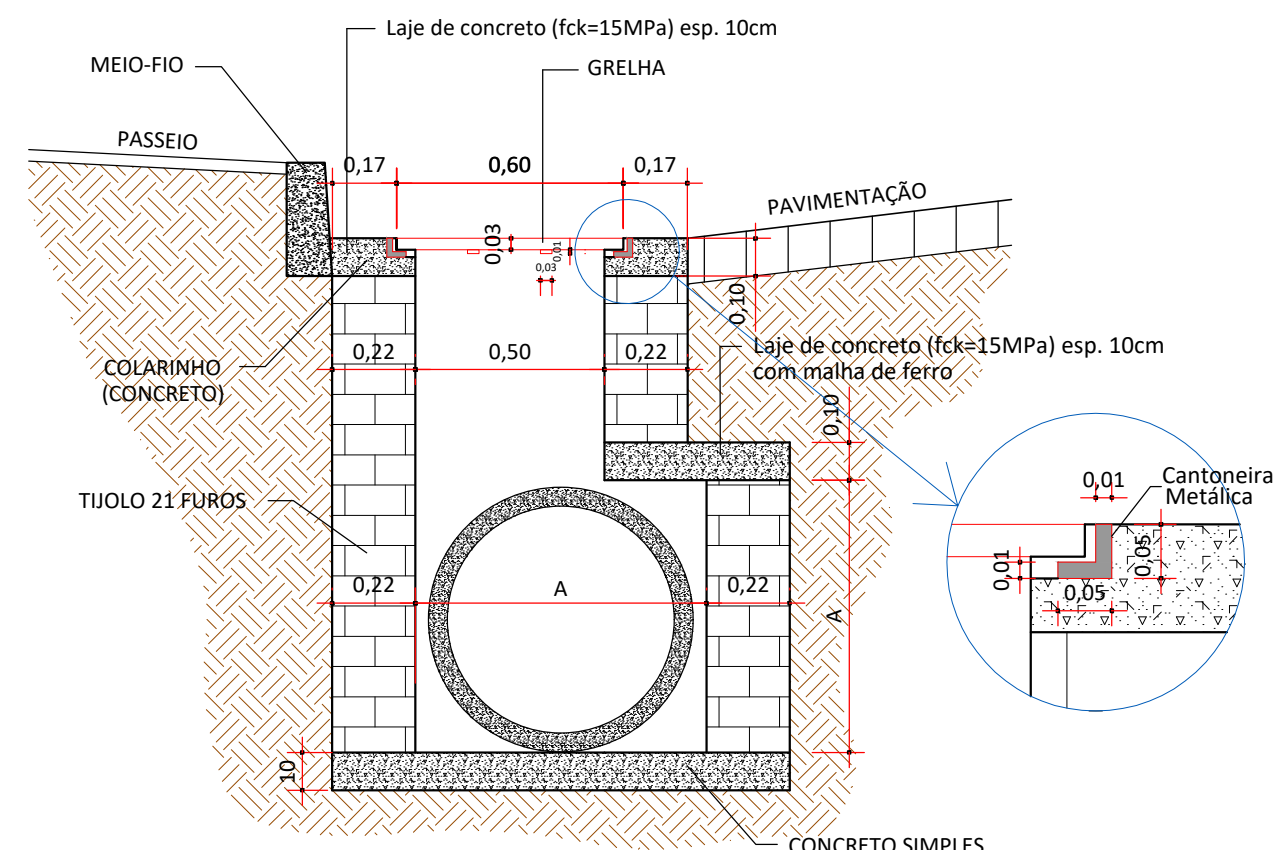 Laje de concreto (fck=15MPa) esp. 10cm
MEIO-FIO
GRELHA
PASSEIO
0,17
0,60
0,17
PAVIMENTAÇÃO
0,03
0,01
0,03
0,10
COLARINHO
(CONCRETO)
0,22
0,50
0,22
Laje de concreto (fck=15MPa) esp. 10cm
com malha de ferro
0,10
TIJOLO 21 FUROS
0,22
A
0,22
A
0,01
Cantoneira
Metálica
0,01
0,05
0,05
10
CONCRETO SIMPLES